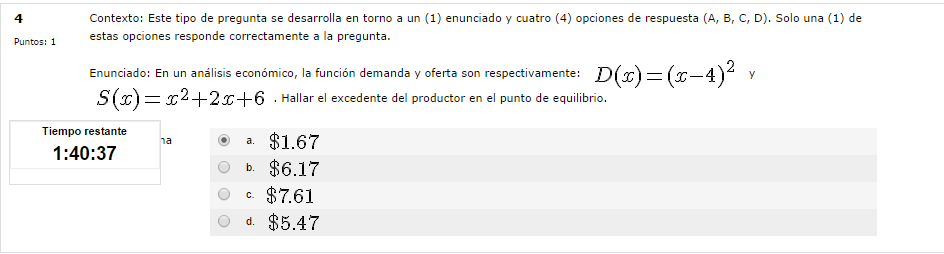 4
Puntos: 1
Contexto: Este tipo de pregunta se desarrolla en torno a un (1) enunciado y cuatro (4) opciones de respuesta (A, B, C, D). Solo una (1) de
estas opciones responde correctamente a la pregunta.
Enunciado: En un análisis económico, la función demanda y oferta son respectivamente: D(x)=(x−4)² y
S(x)=x²+2x+6 . Hallar el excedente del productor en el punto de equilibrio.
Tiempo restante
1:40:37
a. $1.67
b. $6.17
c. $7.61
d. $5.47